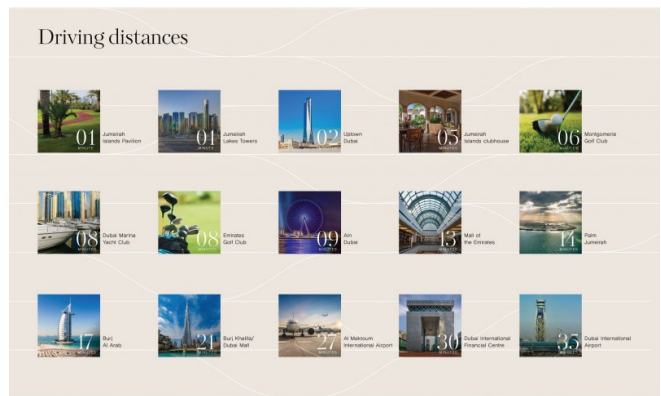 Driving distances
01
MINUTE
Jumeirah
Islands Pavilion
01
MINUTE
Jumeirah
Lakes Towers
02
MINUTES
Uptown
Dubai
05
MINUTES
Jumeirah
Islands clubhouse
06
MINUTES
Montgomerie
Golf Club
08
MINUTES
Dubai Marina
Yacht Club
08
MINUTES
Emirates
Golf Club
09
MINUTES
Ain
Dubai
13
MINUTES
Mall of
the Emirates
14
MINUTES
Palm
Jumeirah
17
MINUTES
Burj
Al Arab
21
MINUTES
Burj Khalifa/
Dubai Mall
27
MINUTES
Al Maktoum
International Airport
30
MINUTES
Dubai International
Financial Centre
35
MINUTES
Dubai International
Airport